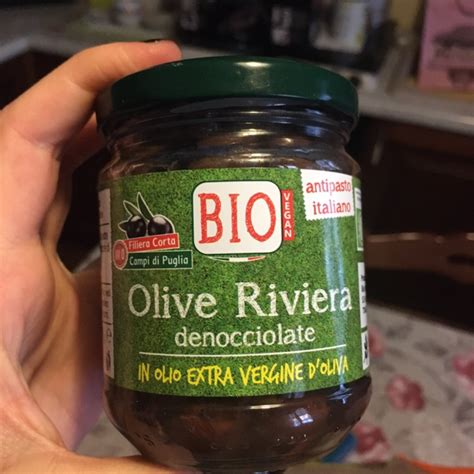 BIO
VEGAN
antipasto
italiano
Filiera Corta
Campi di Puglia
Olive Riviera
denocciolate
IN OLIO EXTRA VERGINE D'OLIVA